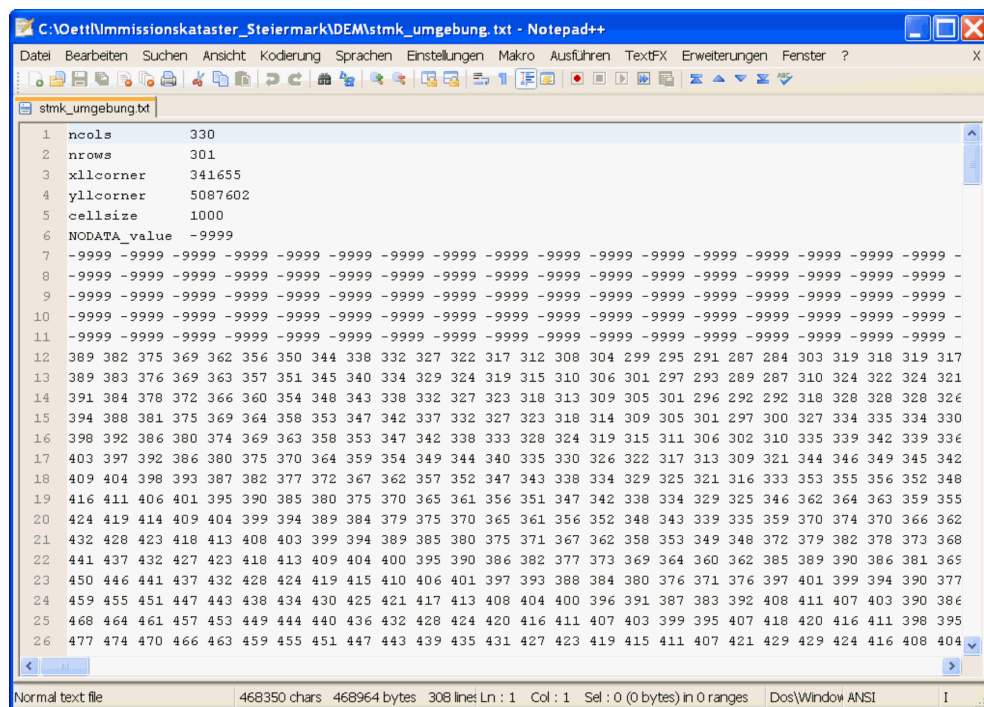 C:\Oettl\Immissionskataster_Steiermark\DEM\stmk_umgebung.txt - Notepad++
Datei Bearbeiten Suchen Ansicht Kodierung Sprachen Einstellungen Makro Ausführen TextFX Erweiterungen Fenster ? X
stmk_umgebung.txt
1 ncols 330
2 nrows 301
3 xllcorner 341655
4 yllcorner 5087602
5 cellsize 1000
6 NODATA_value -9999
7 -9999 -9999 -9999 -9999 -9999 -9999 -9999 -9999 -9999 -9999 -9999 -9999 -9999 -9999 -9999 -9999 -9999 -
8 -9999 -9999 -9999 -9999 -9999 -9999 -9999 -9999 -9999 -9999 -9999 -9999 -9999 -9999 -9999 -9999 -9999 -
9 -9999 -9999 -9999 -9999 -9999 -9999 -9999 -9999 -9999 -9999 -9999 -9999 -9999 -9999 -9999 -9999 -9999 -
10 -9999 -9999 -9999 -9999 -9999 -9999 -9999 -9999 -9999 -9999 -9999 -9999 -9999 -9999 -9999 -9999 -9999 -
11 -9999 -9999 -9999 -9999 -9999 -9999 -9999 -9999 -9999 -9999 -9999 -9999 -9999 -9999 -9999 -9999 -9999 -
12 389 382 375 369 362 356 350 344 338 332 327 322 317 312 308 304 299 295 291 287 284 303 319 318 319 317
13 389 383 376 369 363 357 351 345 340 334 329 324 319 315 310 306 301 297 293 289 287 310 324 322 324 321
14 391 384 378 372 366 360 354 348 343 338 332 327 323 318 313 309 305 301 296 292 292 318 328 328 328 326
15 394 388 381 375 369 364 358 353 347 342 337 332 327 323 318 314 309 305 301 297 300 327 334 335 334 330
16 398 392 386 380 374 369 363 358 353 347 342 338 333 328 324 319 315 311 306 302 310 335 339 342 339 336
17 403 397 392 386 380 375 370 364 359 354 349 344 340 335 330 326 322 317 313 309 321 344 346 349 345 342
18 409 404 398 393 387 382 377 372 367 362 357 352 347 343 338 334 329 325 321 316 333 353 355 356 352 348
19 416 411 406 401 395 390 385 380 375 370 365 361 356 351 347 342 338 334 329 325 346 362 364 363 359 355
20 424 419 414 409 404 399 394 389 384 379 375 370 365 361 356 352 348 343 339 335 359 370 374 370 366 362
21 432 428 423 418 413 408 403 399 394 389 385 380 375 371 367 362 358 353 349 348 372 379 382 378 373 368
22 441 437 432 427 423 418 413 409 404 400 395 390 386 382 377 373 369 364 360 362 385 389 390 386 381 369
23 450 446 441 437 432 428 424 419 415 410 406 401 397 393 388 384 380 376 371 376 397 401 399 394 390 377
24 459 455 451 447 443 438 434 430 425 421 417 413 408 404 400 396 391 387 383 392 408 411 407 403 390 386
25 468 464 461 457 453 449 444 440 436 432 428 424 420 416 411 407 403 399 395 407 418 420 416 411 398 395
26 477 474 470 466 463 459 455 451 447 443 439 435 431 427 423 419 415 411 407 421 429 429 424 416 408 404
Normal text file 468350 chars 468964 bytes 308 lines Ln : 1 Col : 1 Sel : 0 (0 bytes) in 0 ranges Dos\Window ANSI I